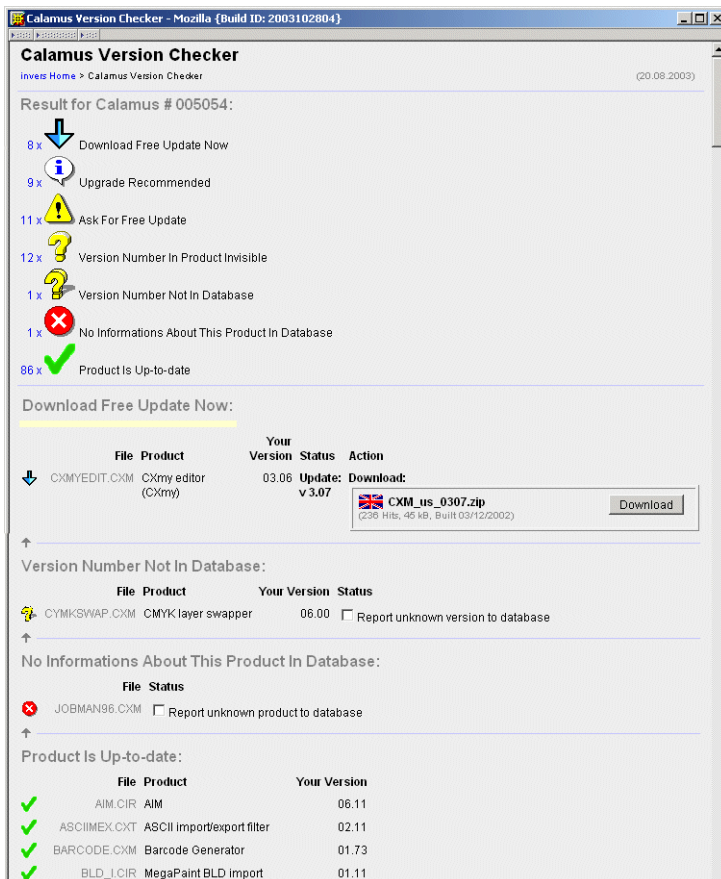 Calamus Version Checker - Mozilla {Build ID: 2003102804}
Calamus Version Checker
invers Home > Calamus Version Checker (20.08.2003)
Result for Calamus # 005054:
8 x Download Free Update Now
9 x Upgrade Recommended
11 x Ask For Free Update
12 x Version Number In Product Invisible
1 x Version Number Not In Database
1 x No Informations About This Product In Database
86 x Product Is Up-to-date
Download Free Update Now:
Your
File Product Version Status Action
CXMYEDIT.CXM CXmy editor 03.06 Update: Download:
(CXmy) v 3.07
CXM_us_0307.zip Download
(236 Hits, 45 kB, Built 03/12/2002)
Version Number Not In Database:
File Product Your Version Status
CYMKSWAP.CXM CMYK layer swapper 06.00 Report unknown version to database
No Informations About This Product In Database:
File Status
JOBMAN96.CXM Report unknown product to database
Product Is Up-to-date:
File Product Your Version
AIM.CIR AIM 06.11
ASCIIMEX.CXT ASCII import/export filter 02.11
BARCODE.CXM Barcode Generator 01.73
BLD_I.CIR MegaPaint BLD import 01.11